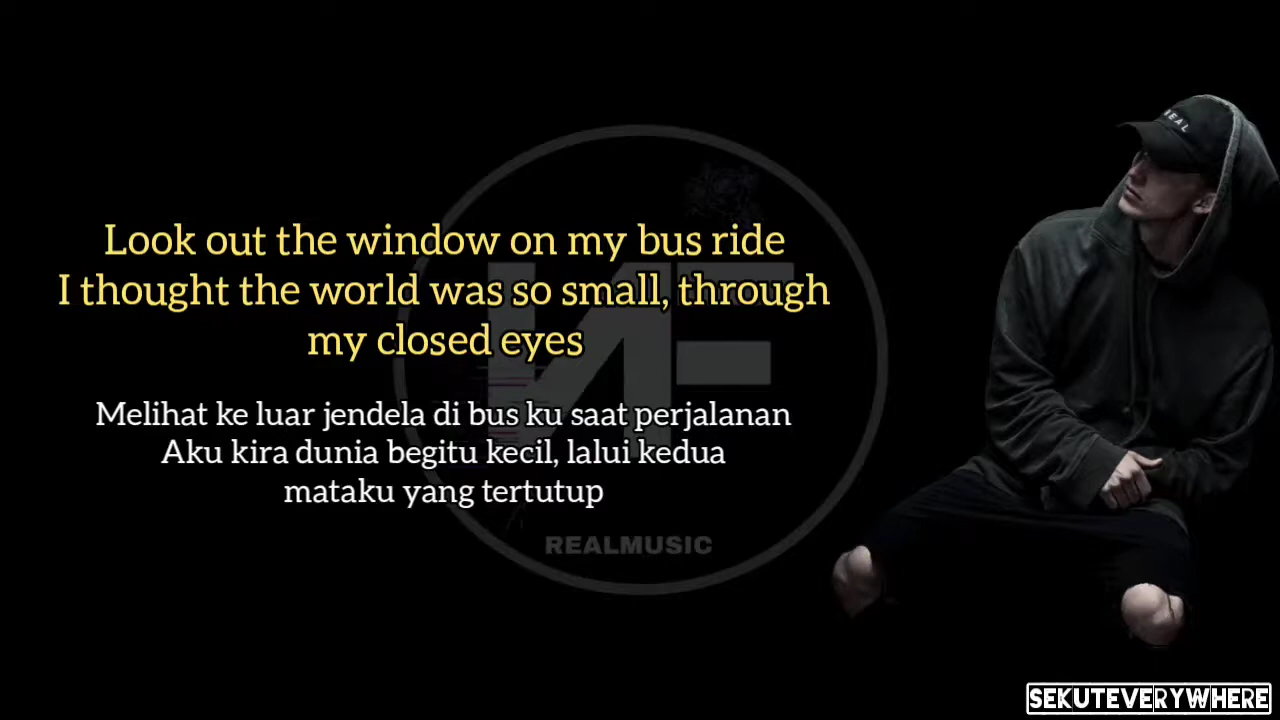 REAL
Look out the window on my bus ride
I thought the world was so small, through
my closed eyes
Melihat ke luar jendela di bus ku saat perjalanan
Aku kira dunia begitu kecil, lalui kedua
mataku yang tertutup
NF
REALMUSIC
SEKUTEVERYWHERE